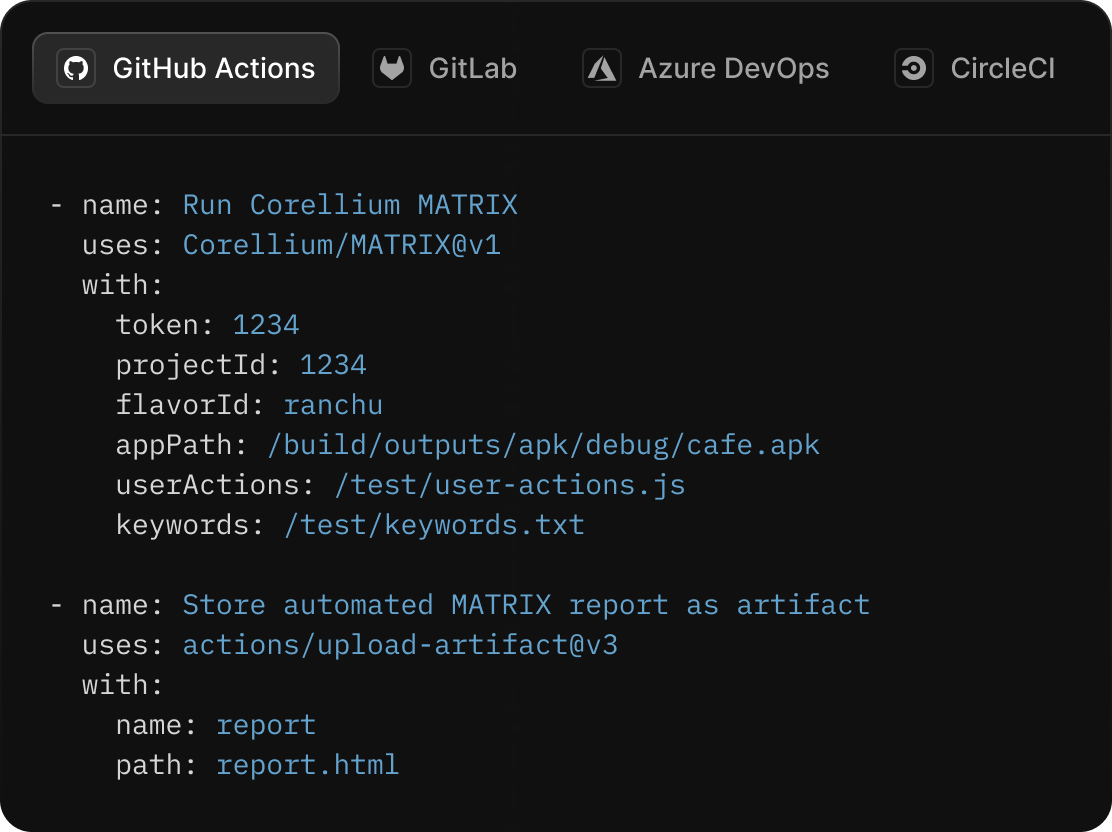 GitHub Actions GitLab Azure DevOps CircleCI
- name: Run Corellium MATRIX
  uses: Corellium/MATRIX@v1
  with:
    token: 1234
    projectId: 1234
    flavorId: ranchu
    appPath: /build/outputs/apk/debug/cafe.apk
    userActions: /test/user-actions.js
    keywords: /test/keywords.txt
- name: Store automated MATRIX report as artifact
  uses: actions/upload-artifact@v3
  with:
    name: report
    path: report.html